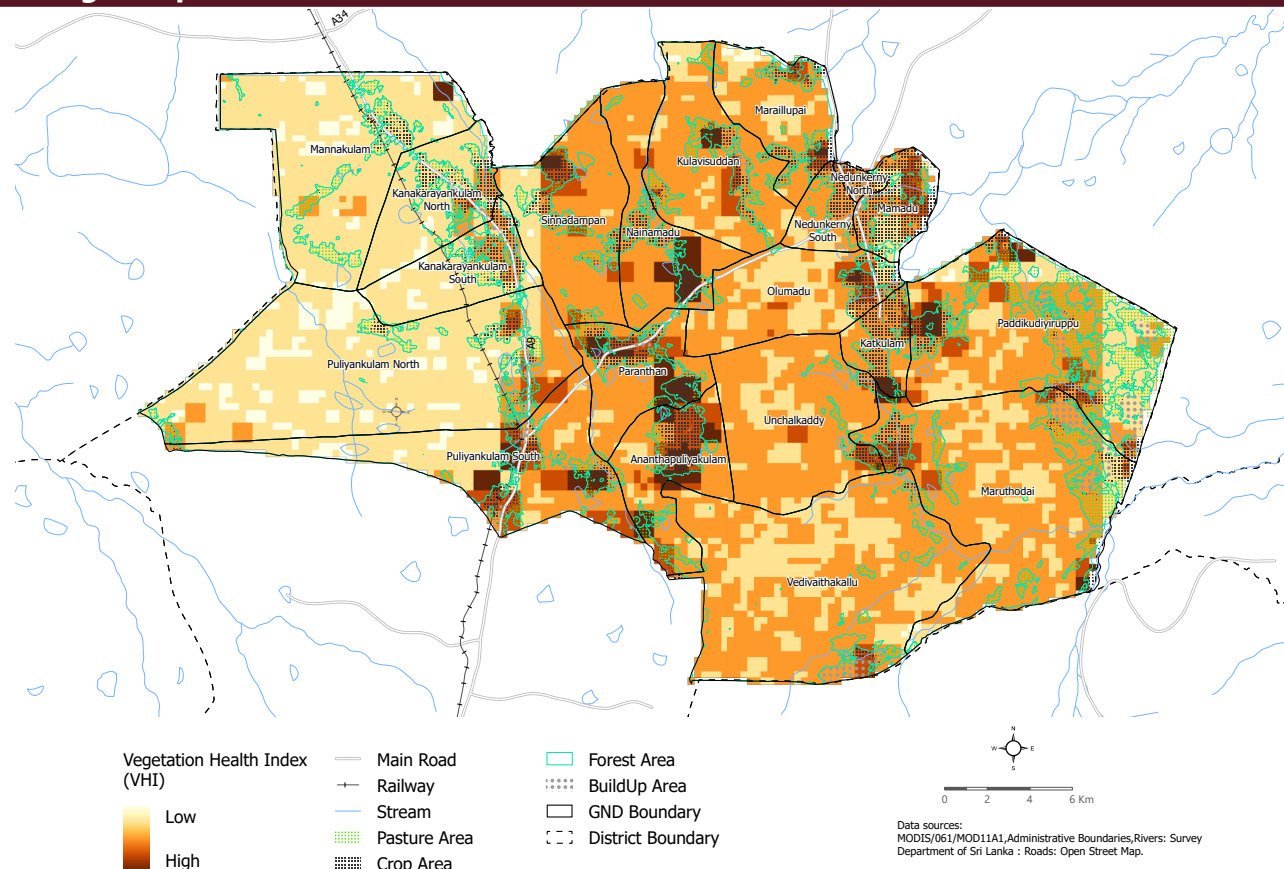 A34
Maraillupai
Mannakulam
Kulavisuddan
Nedunkerny
North
Kanakarayankulam
North
Mamadu
Sinnadampan
Nainamadu
Nedunkerny
South
Kanakarayankulam
South
Olumadu
Paddikudiyiruppu
A9
Katkulam
Puliyankulam North
Paranthan
Unchalkaddy
Puliyankulam South
Ananthapuliyakulam
Maruthodai
Vedivaithakallu
Vegetation Health Index
(VHI)
Low
High
Main Road
Railway
Stream
Pasture Area
Crop Area
Forest Area
BuildUp Area
GND Boundary
District Boundary
N
W E
S
0 2 4 6 Km
Data sources:
MODIS/061/MOD11A1,Administrative Boundaries,Rivers: Survey
Department of Sri Lanka : Roads: Open Street Map.